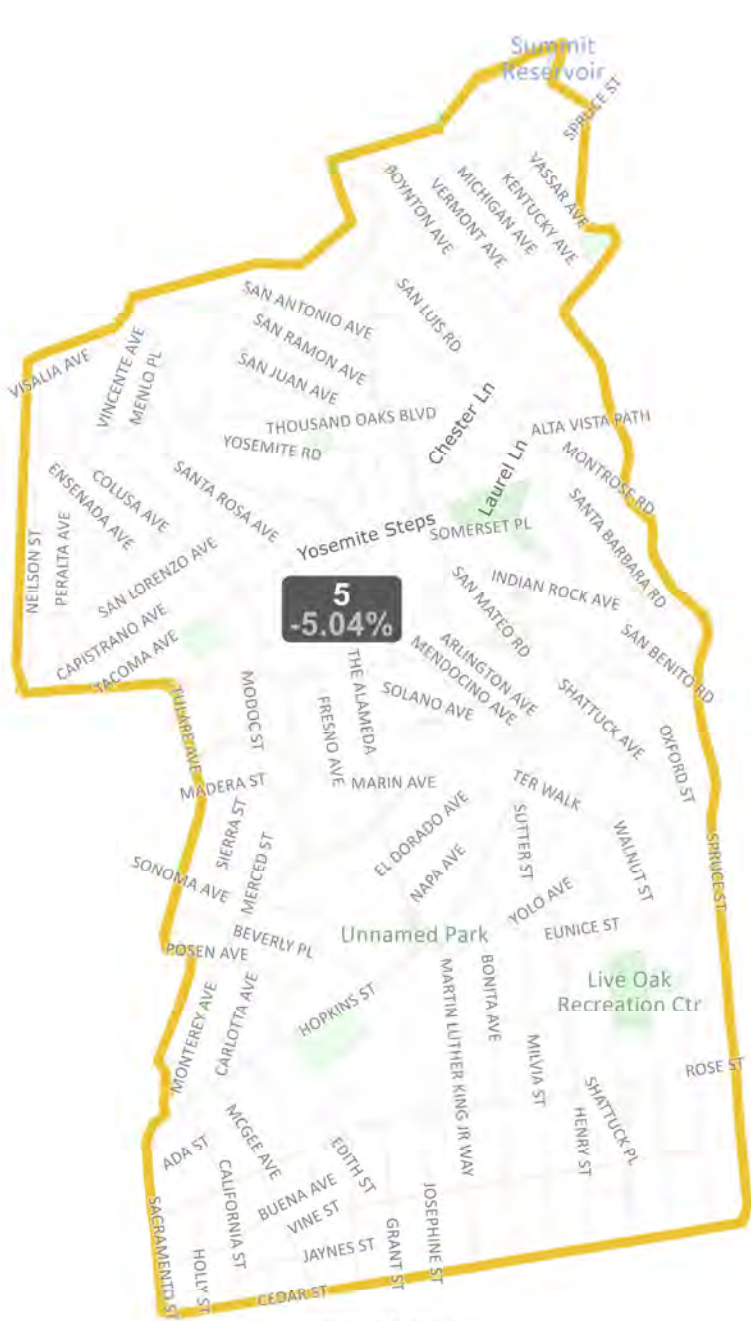 Summit
Reservoir
SPRUCE ST
VASSAR AVE
KENTUCKY AVE
MICHIGAN AVE
VERMONT AVE
BOYNTON AVE
SAN LUIS RD
SAN ANTONIO AVE
SAN RAMON AVE
SAN JUAN AVE
VISALIA AVE
VINCENTE AVE
MENLO PL
THOUSAND OAKS BLVD
YOSEMITE RD
Chester Ln
Laurel Ln
ALTA VISTA PATH
MONTROSE RD
SANTA BARBARA RD
SANTA ROSA AVE
COLUSA AVE
ENSENADA AVE
PERALTA AVE
NEILSON ST
Yosemite Steps
SOMERSET PL
SAN LORENZO AVE
INDIAN ROCK AVE
SAN MATEO RD
5
-5.04%
CAPISTRANO AVE
TACOMA AVE
ARLINGTON AVE
MENDOCINO AVE
SAN BENITO RD
SHATTUCK AVE
THE ALAMEDA
SOLANO AVE
MODOC ST
FRESNO AVE
TULARE AVE
OXFORD ST
MADERA ST
MARIN AVE
TER WALK
SIERRA ST
EL DORADO AVE
SUTTER ST
WALNUT ST
SPRUCE ST
MERCED ST
NAPA AVE
SONOMA AVE
YOLO AVE
EUNICE ST
BEVERLY PL
Unnamed Park
POSEN AVE
Live Oak
Recreation Ctr
BONITA AVE
MARTIN LUTHER KING JR WAY
HOPKINS ST
CARLOTTA AVE
MONTEREY AVE
MILVIA ST
ROSE ST
SHATTUCK PL
HENRY ST
MCGEE AVE
ADA ST
EDITH ST
CALIFORNIA ST
BUENA AVE
VINE ST
JOSEPHINE ST
GRANT ST
JAYNES ST
SACRAMENTO ST
HOLLY ST
CEDAR ST